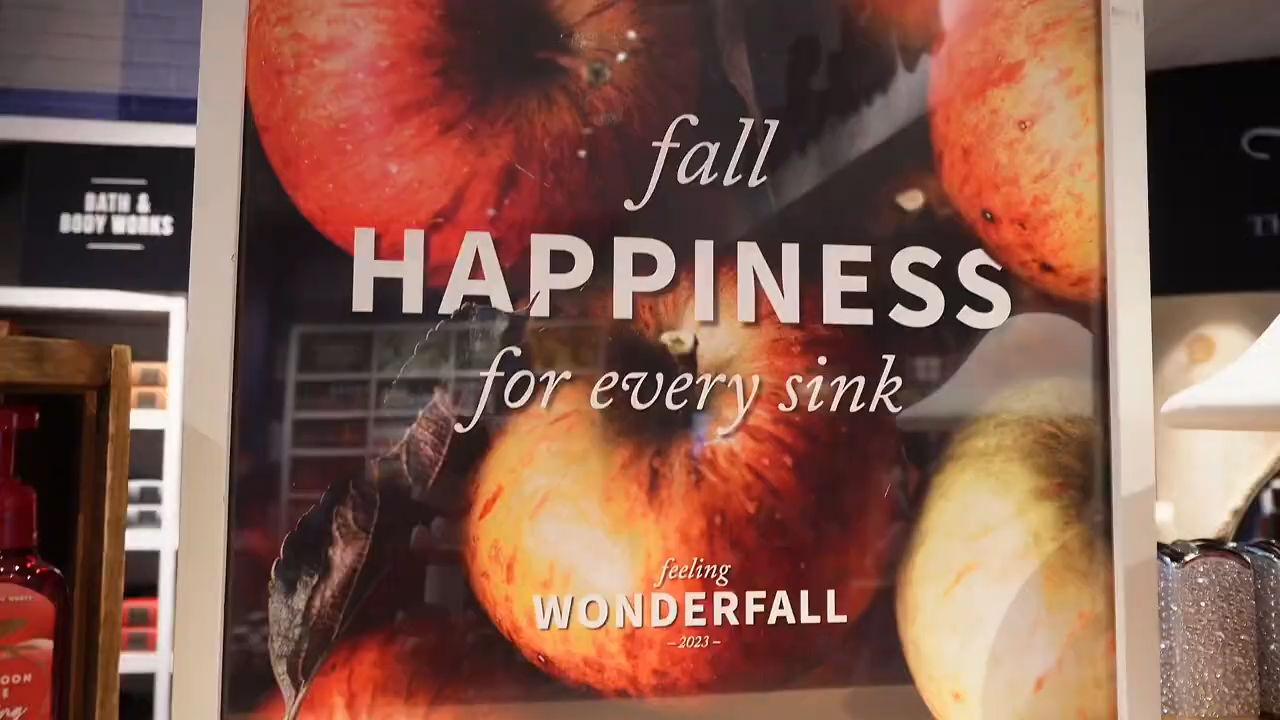 fall
HAPPINESS
for every sink
feeling
WONDERFALL
-2023-
BATH &
BODY WORKS